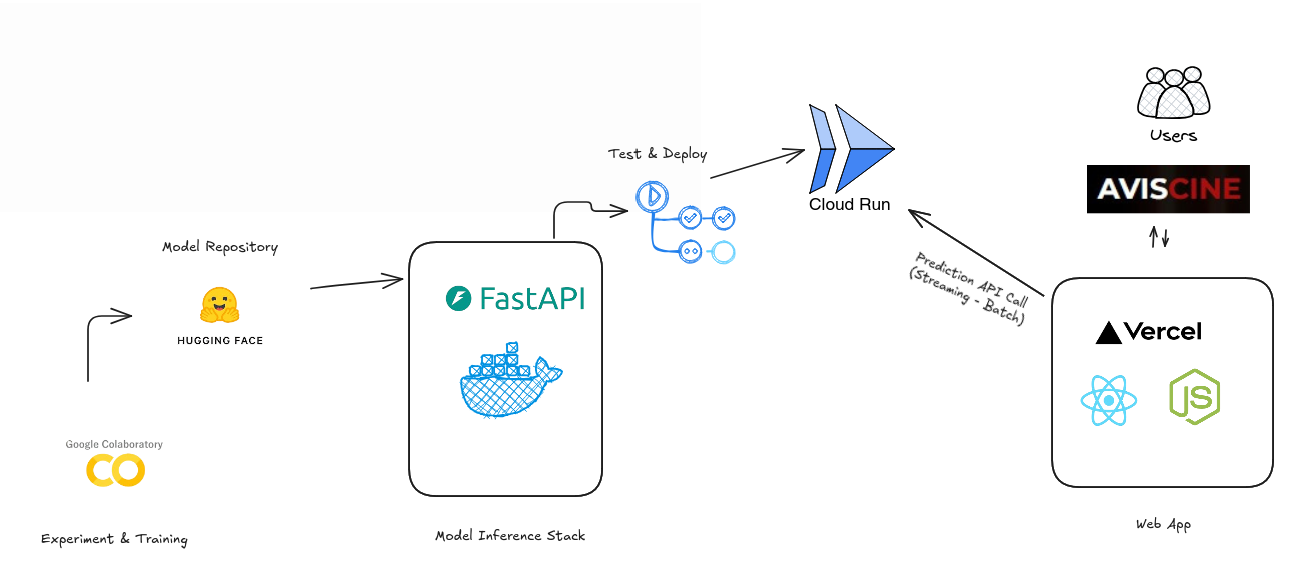 Users
AVISCINE
Test & Deploy
Cloud Run
Model Repository
HUGGING FACE
FastAPI
Prediction API Call
(Streaming - Batch)
Vercel
JS
Google Colaboratory
CO
Experiment & Training
Model Inference Stack
Web App